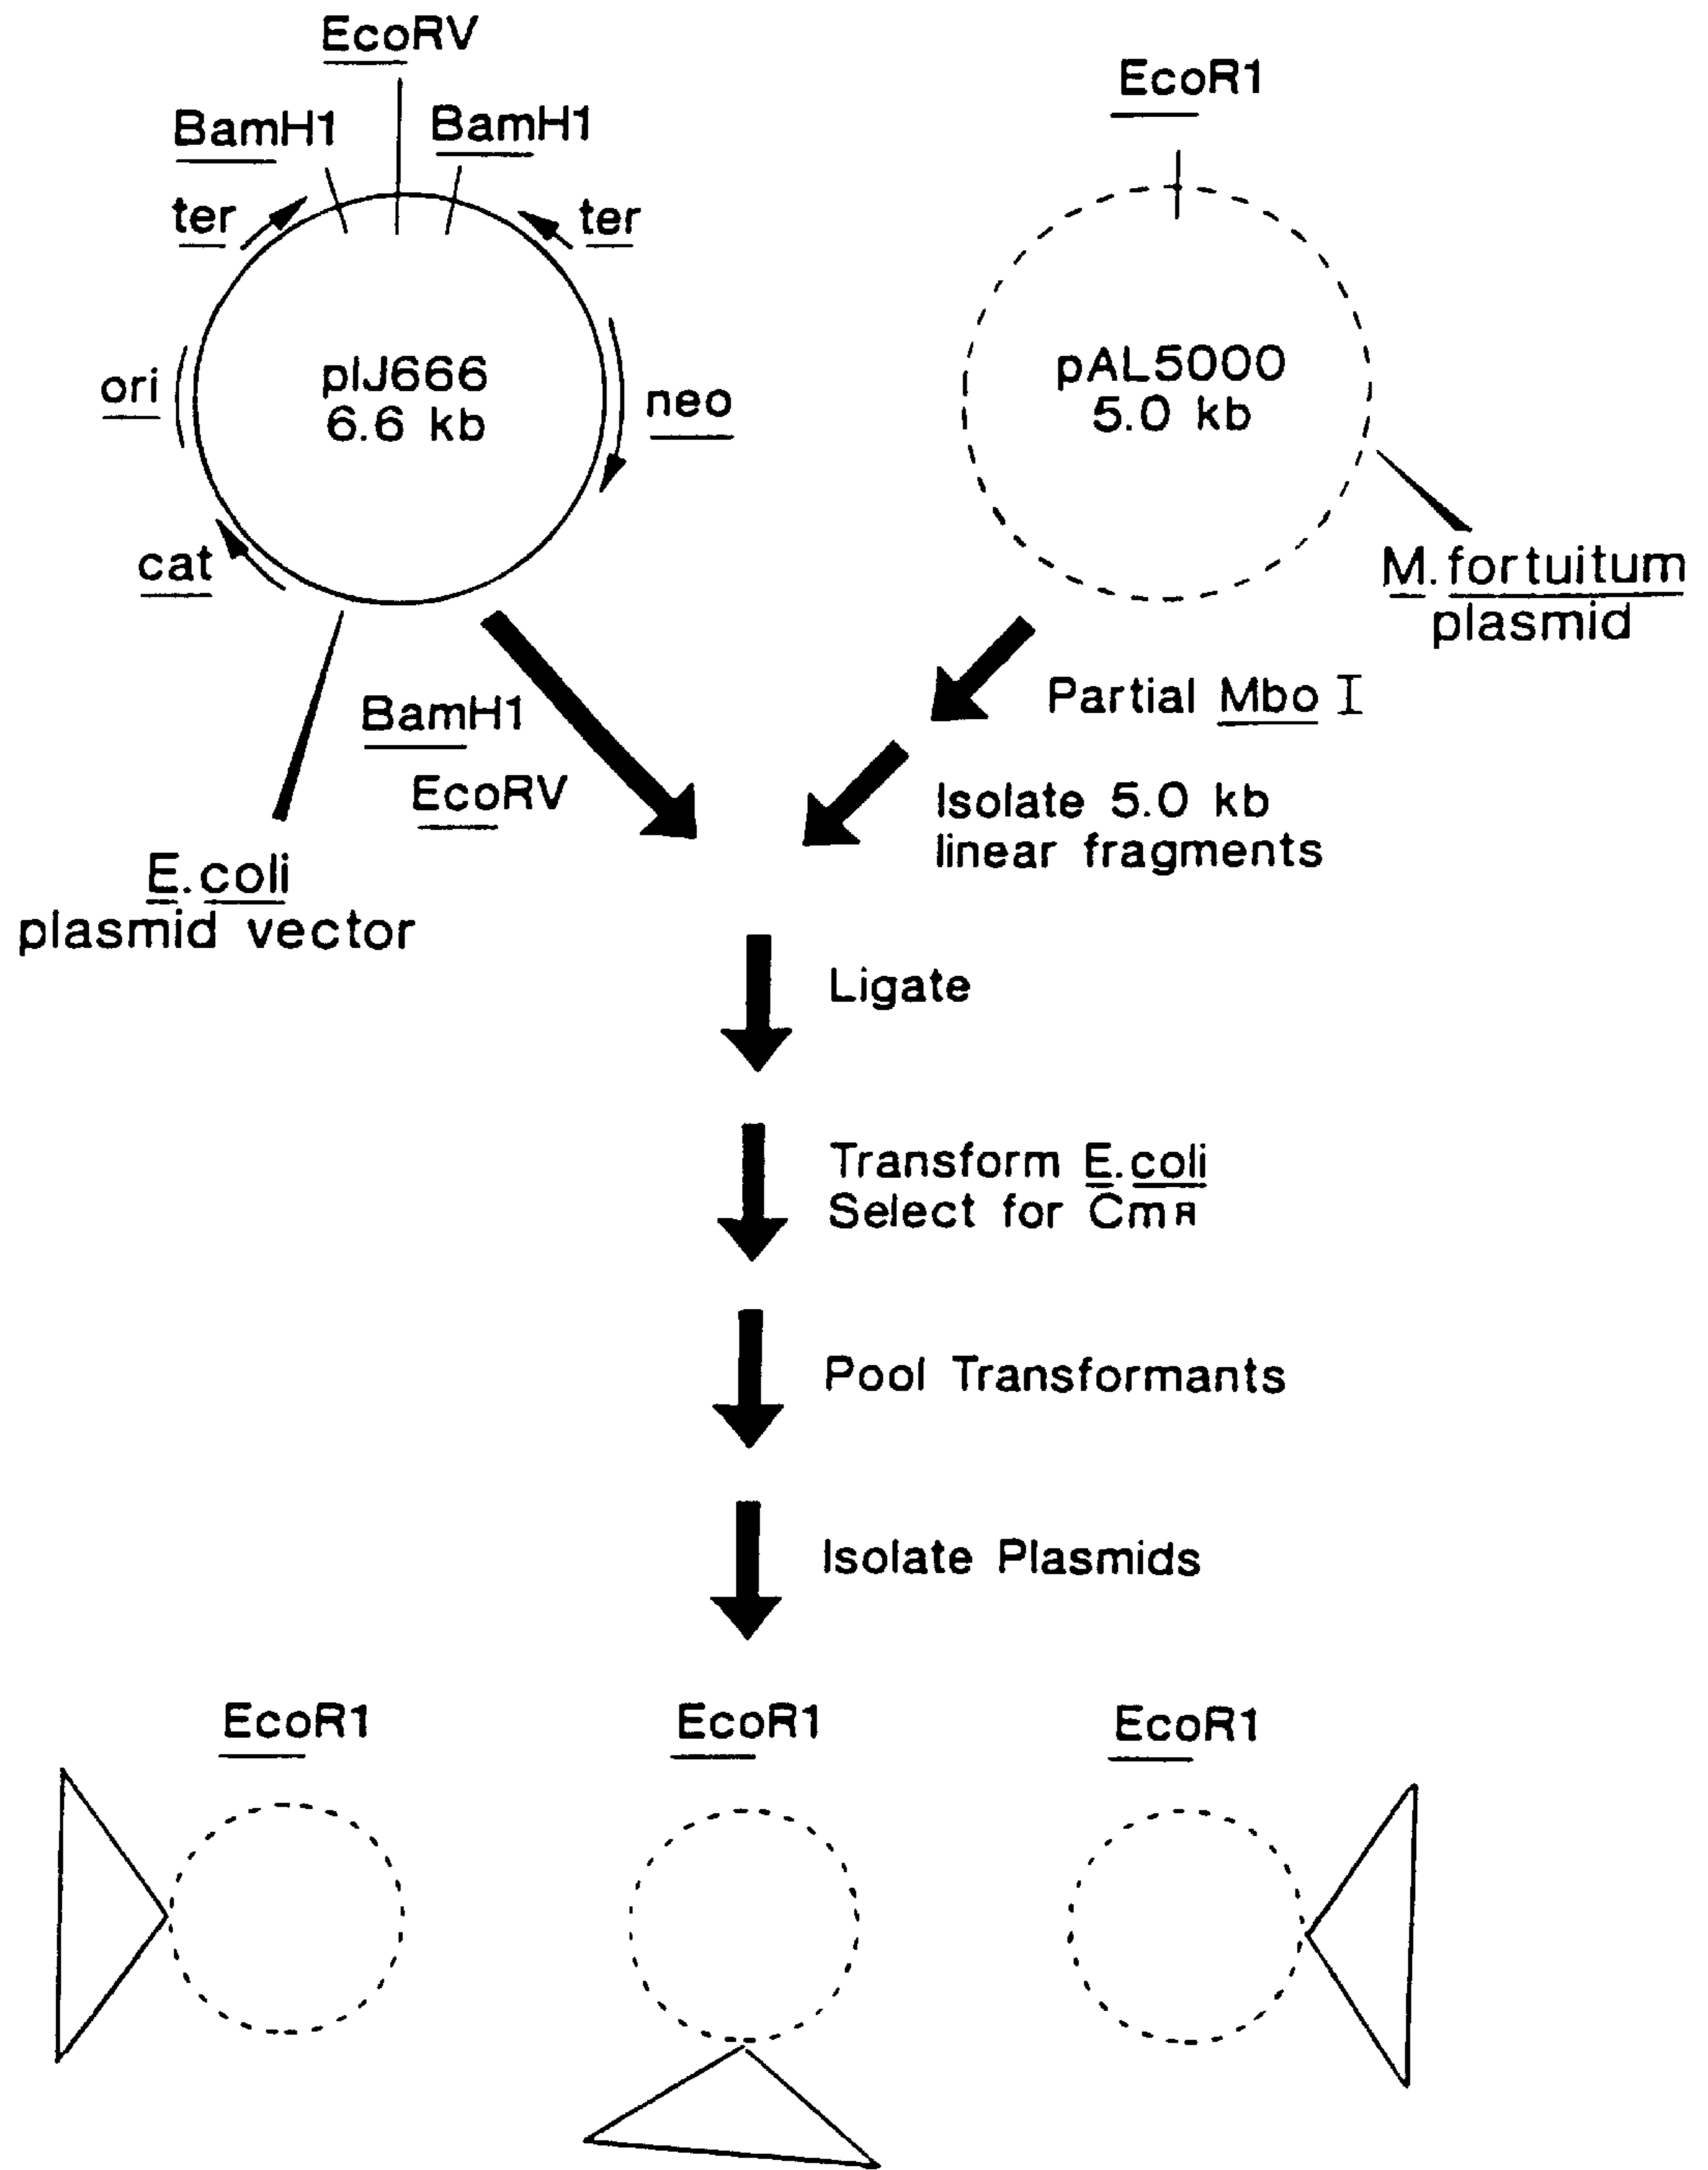 EcoRV
BamH1
BamH1
ter
ter
ori
pIJ666
6.6 kb
neo
cat
EcoR1
pAL5000
5.0 kb
M.fortuitum
plasmid
BamH1
EcoRV
E.coli
plasmid vector
Partial Mbo I
Isolate 5.0 kb
linear fragments
Ligate
Transform E.coli
Select for CmR
Pool Transformants
Isolate Plasmids
EcoR1
EcoR1
EcoR1